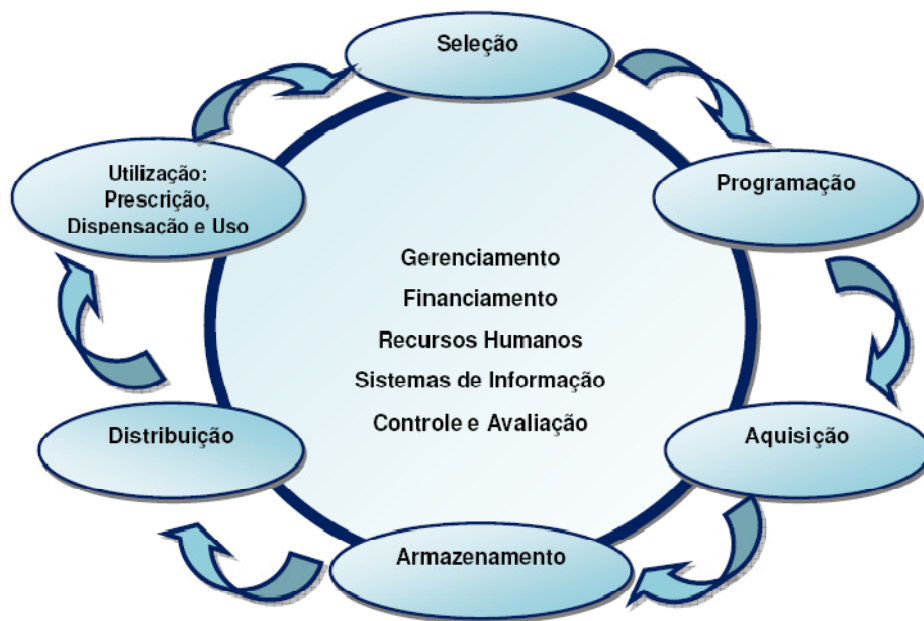 Seleção
Programação
Aquisição
Armazenamento
Distribuição
Utilização:
Prescrição,
Dispensação e Uso
Gerenciamento
Financiamento
Recursos Humanos
Sistemas de Informação
Controle e Avaliação